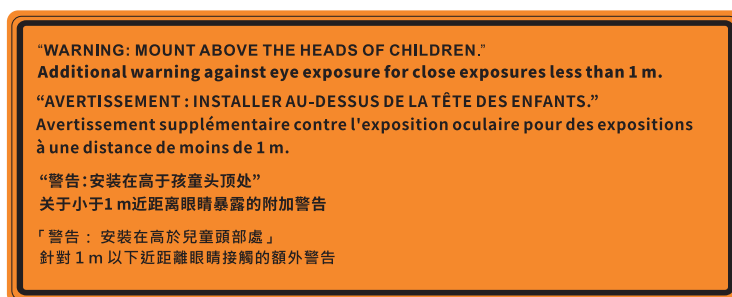 “WARNING: MOUNT ABOVE THE HEADS OF CHILDREN.”
Additional warning against eye exposure for close exposures less than 1 m.
“AVERTISSEMENT : INSTALLER AU-DESSUS DE LA TÊTE DES ENFANTS.”
Avertissement supplémentaire contre l'exposition oculaire pour des expositions
à une distance de moins de 1 m.
“警告:安装在高于孩童头顶处”
关于小于1 m近距离眼睛暴露的附加警告
「警告： 安裝在高於兒童頭部處」
針對 1 m 以下近距離眼睛接觸的額外警告